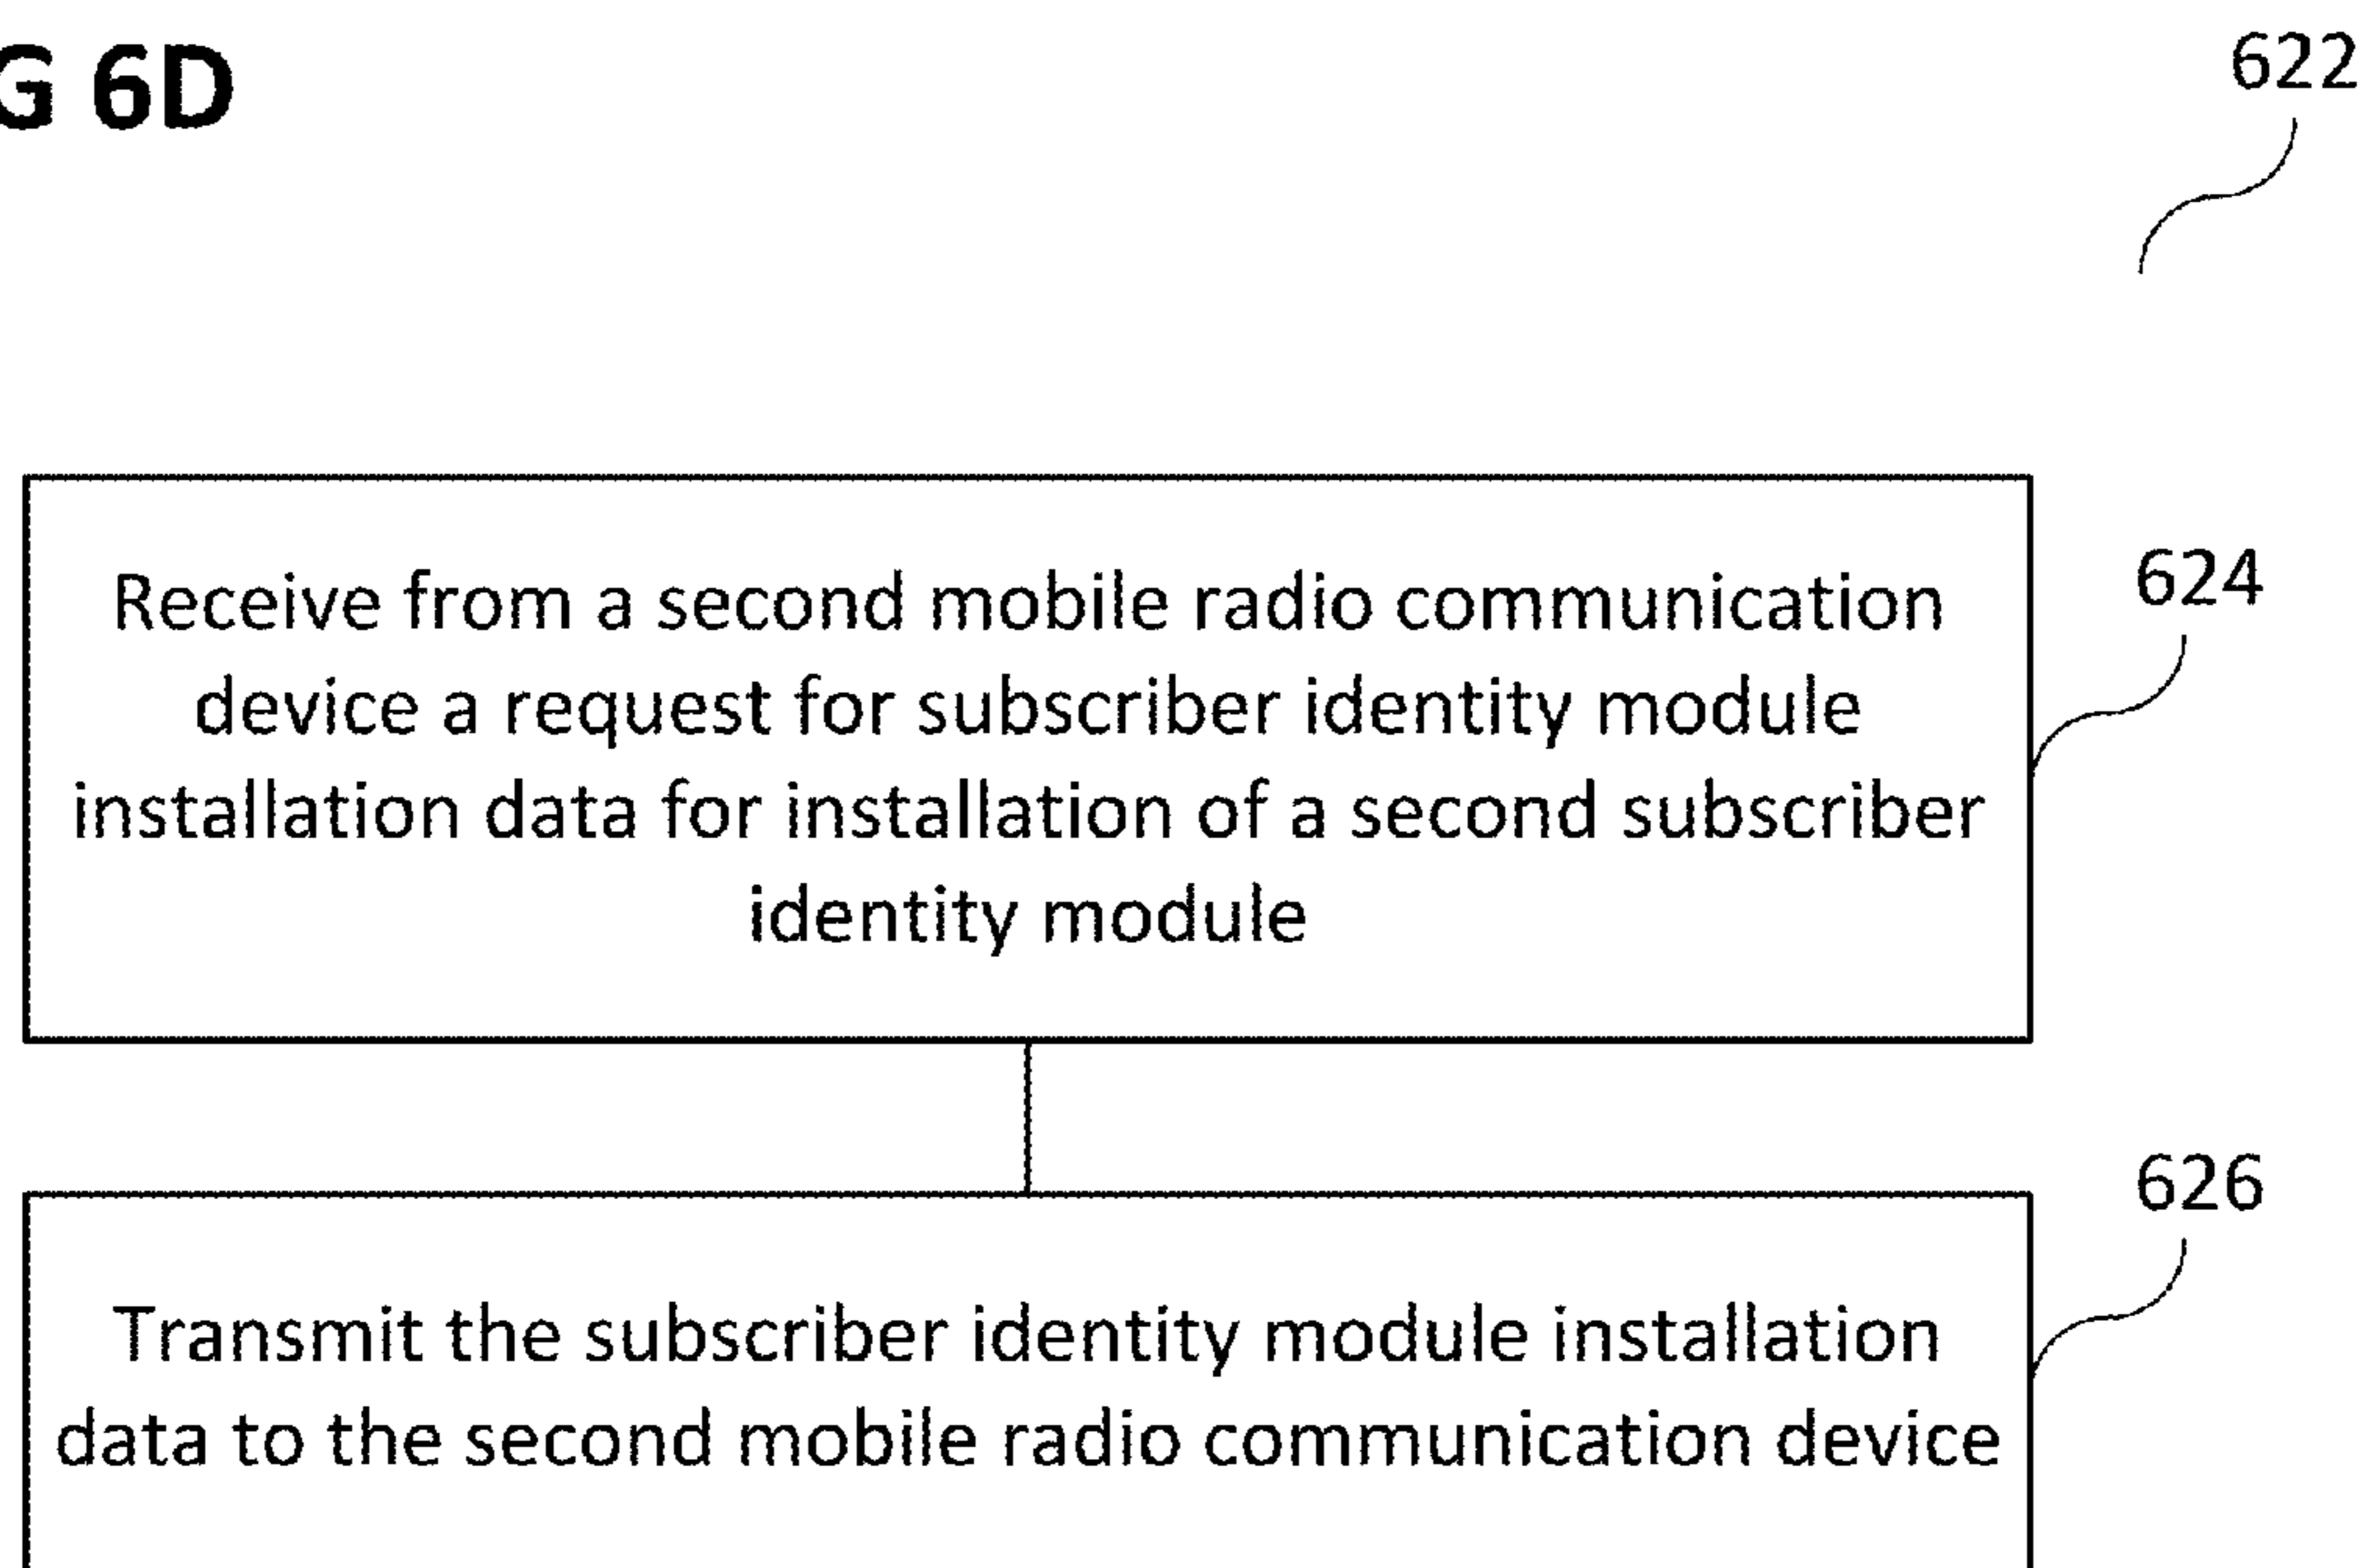 G 6D
622
Receive from a second mobile radio communication
device a request for subscriber identity module
installation data for installation of a second subscriber
identity module
624
Transmit the subscriber identity module installation
data to the second mobile radio communication device
626